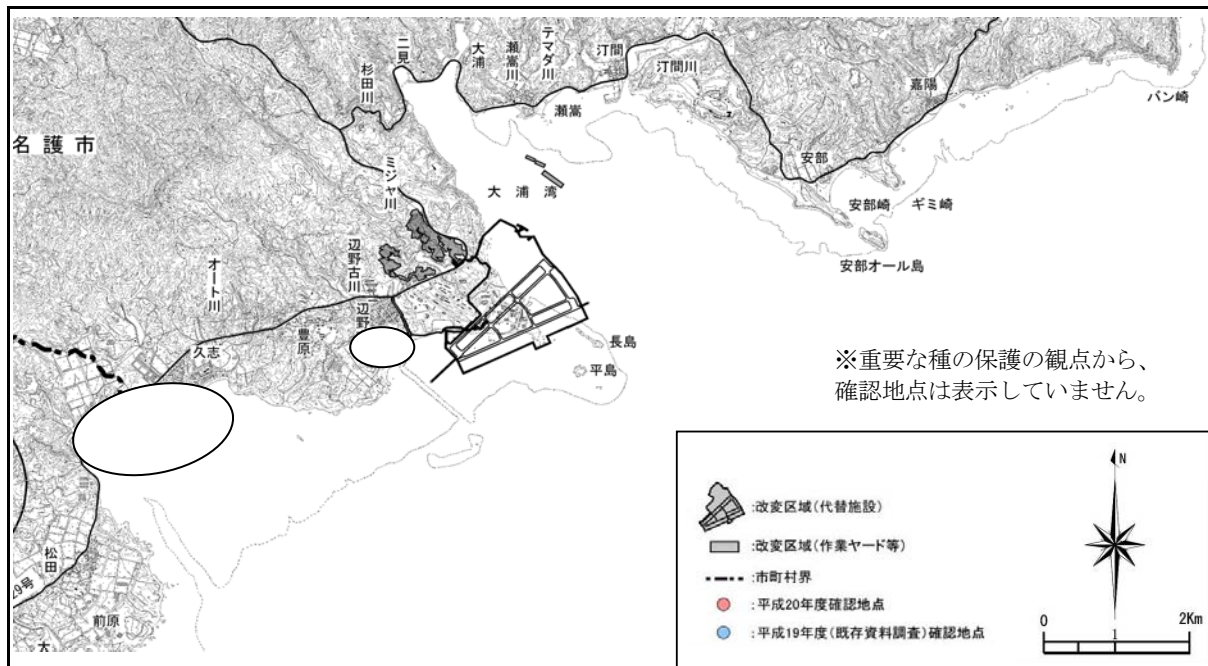 名護市
杉田川
二見
大浦
瀬嵩川
テマダ川
汀間
汀間川
瀬嵩
嘉陽
バン崎
安部
安部崎
ギミ崎
安部オール島
大浦湾
ミジャ川
辺野古川
辺野
オート川
久志
豊原
長島
平島
松田
前原
29号
大
※重要な種の保護の観点から、
確認地点は表示していません。
:改変区域(代替施設)
:改変区域(作業ヤード等)
:市町村界
:平成20年度確認地点
:平成19年度(既存資料調査)確認地点
N
0 1 2Km